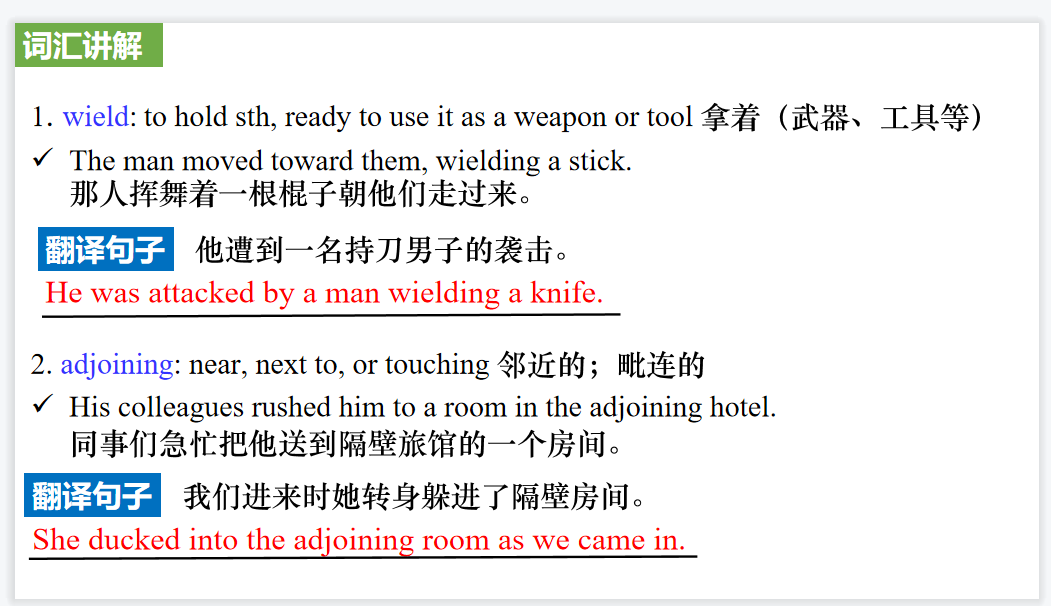 词汇讲解
1. wield: to hold sth, ready to use it as a weapon or tool 拿着（武器、工具等）
✓ The man moved toward them, wielding a stick.
那人挥舞着一根棍子朝他们走过来。
翻译句子 他遭到一名持刀男子的袭击。
He was attacked by a man wielding a knife.
2. adjoining: near, next to, or touching 邻近的；毗连的
✓ His colleagues rushed him to a room in the adjoining hotel.
同事们急忙把他送到隔壁旅馆的一个房间。
翻译句子 我们进来时她转身躲进了隔壁房间。
She ducked into the adjoining room as we came in.